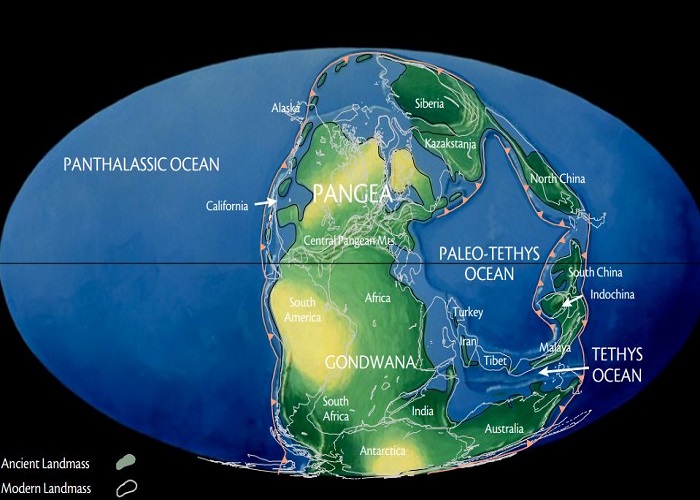 Alaska
Siberia
Kazakstania
PANTHALASSIC OCEAN
North China
PANGEA
California
Central Pangean Mts.
PALEO-TETHYS
OCEAN
South China
Indochina
South
America
Africa
Turkey
Iran
Tibet
Malaya
TETHYS
OCEAN
GONDWANA
South
Africa
India
Australia
Antarctica
Ancient Landmass
Modern Landmass